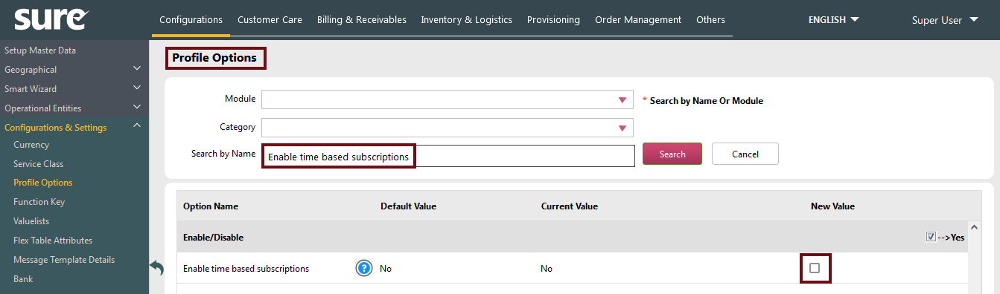 sure
Configurations Customer Care Billing & Receivables Inventory & Logistics Provisioning Order Management Others ENGLISH Super User
Setup Master Data
Geographical
Smart Wizard
Operational Entities
Configurations & Settings
Currency
Service Class
Profile Options
Function Key
Valuelists
Flex Table Attributes
Message Template Details
Bank
Profile Options
Module * Search by Name Or Module
Category
Search by Name Enable time based subscriptions Search Cancel
Option Name Default Value Current Value New Value
Enable/Disable -->Yes
Enable time based subscriptions ? No No